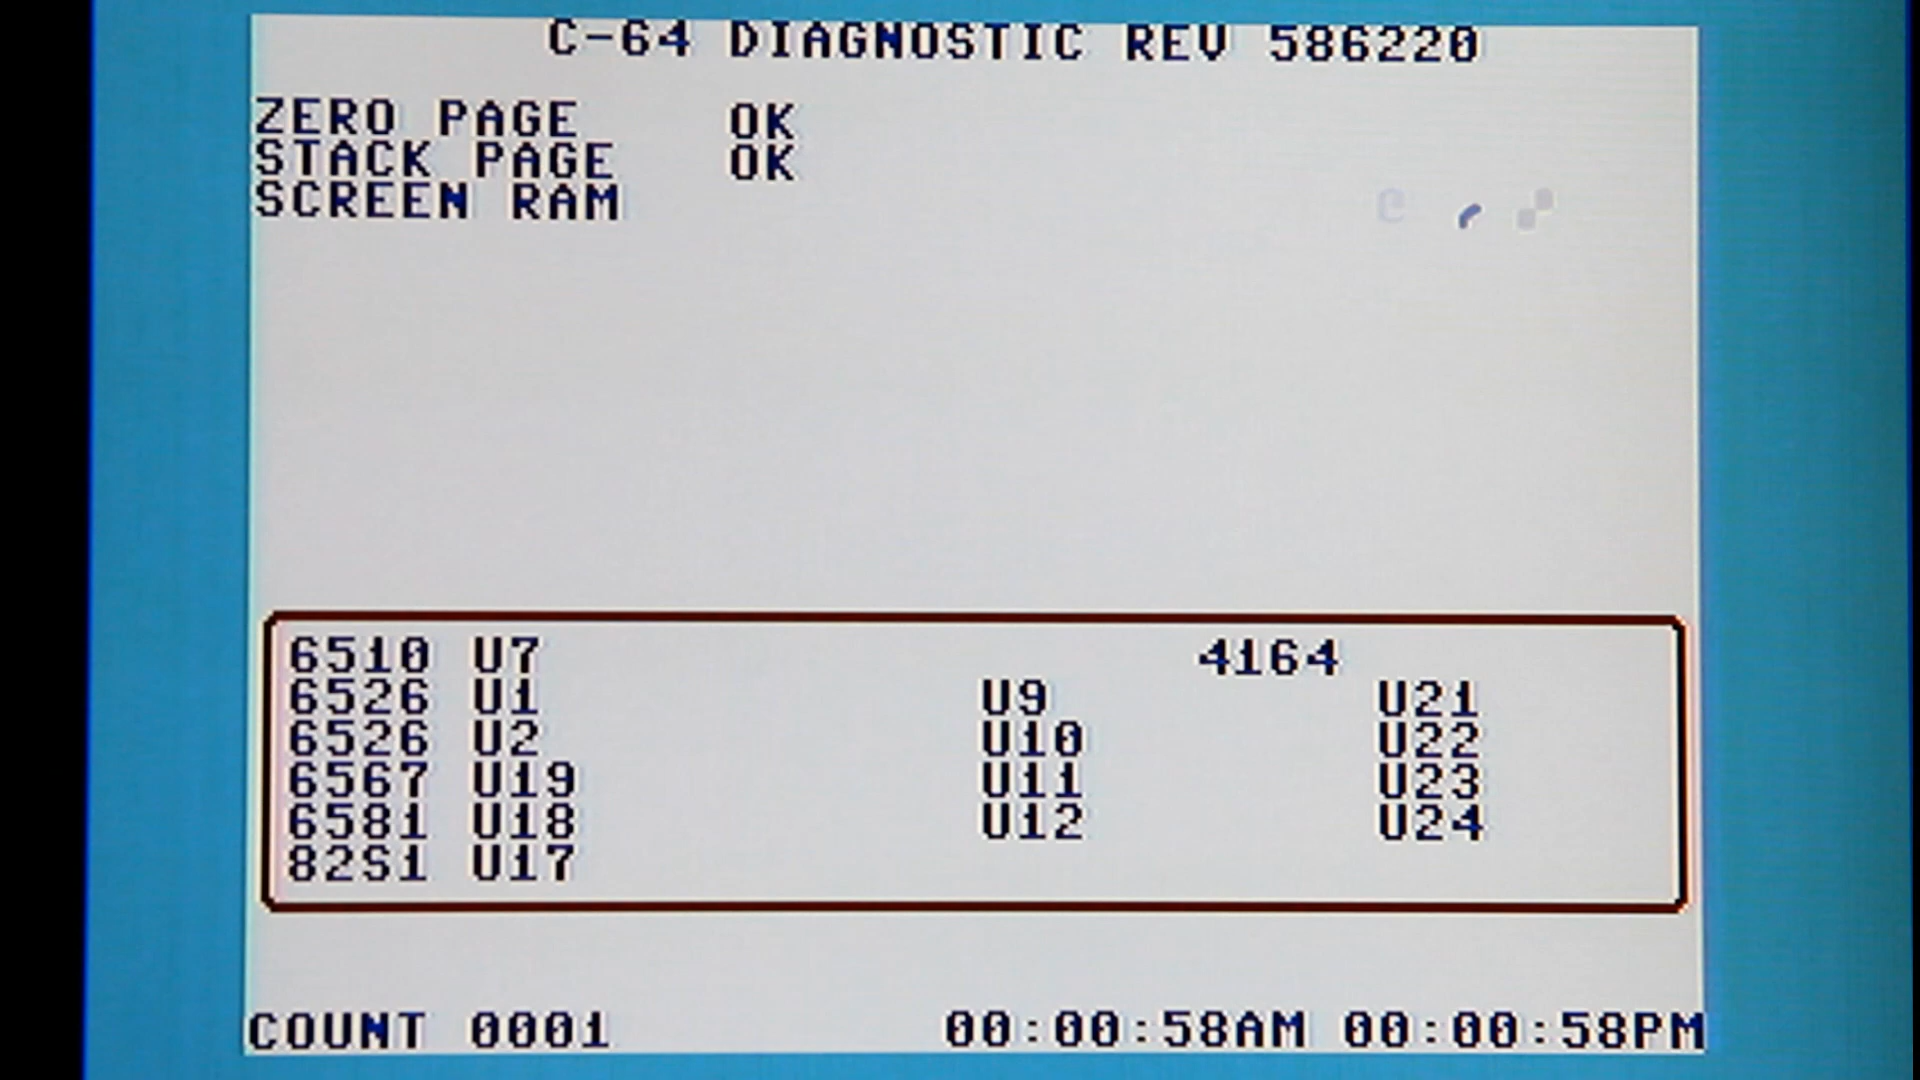 C-64 DIAGNOSTIC REV 586220
ZERO PAGE OK
STACK PAGE OK
SCREEN RAM
6510 U7 4164
6526 U1 U9 U21
6526 U2 U10 U22
6567 U19 U11 U23
6581 U18 U12 U24
82S1 U17
COUNT 0001 00:00:58AM 00:00:58PM